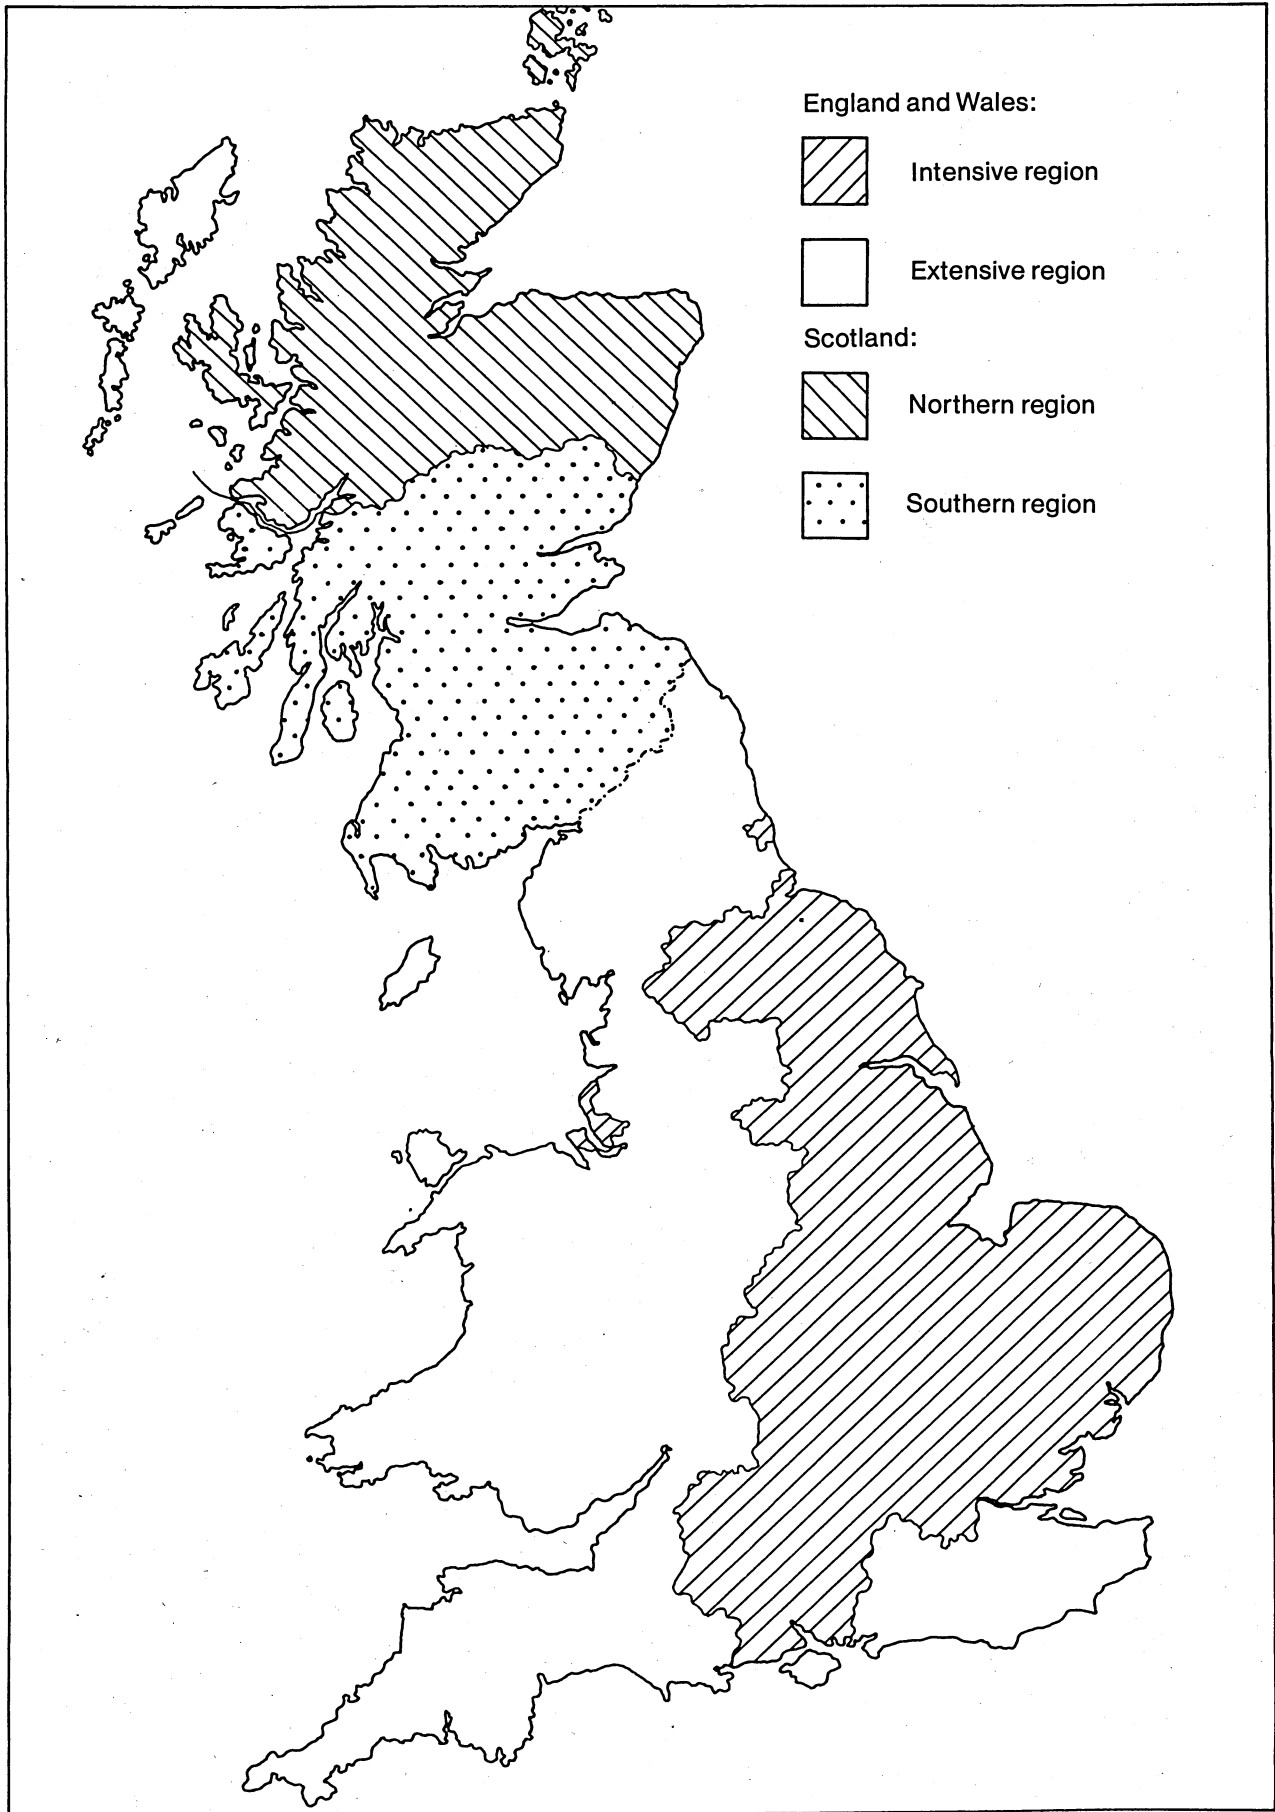 England and Wales:
Intensive region
Extensive region
Scotland:
Northern region
Southern region